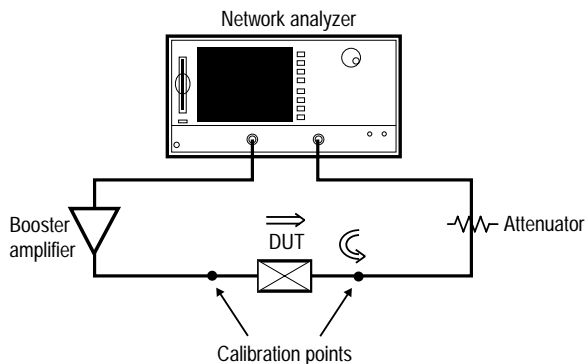 Network analyzer
Booster
amplifier
DUT
Attenuator
Calibration points